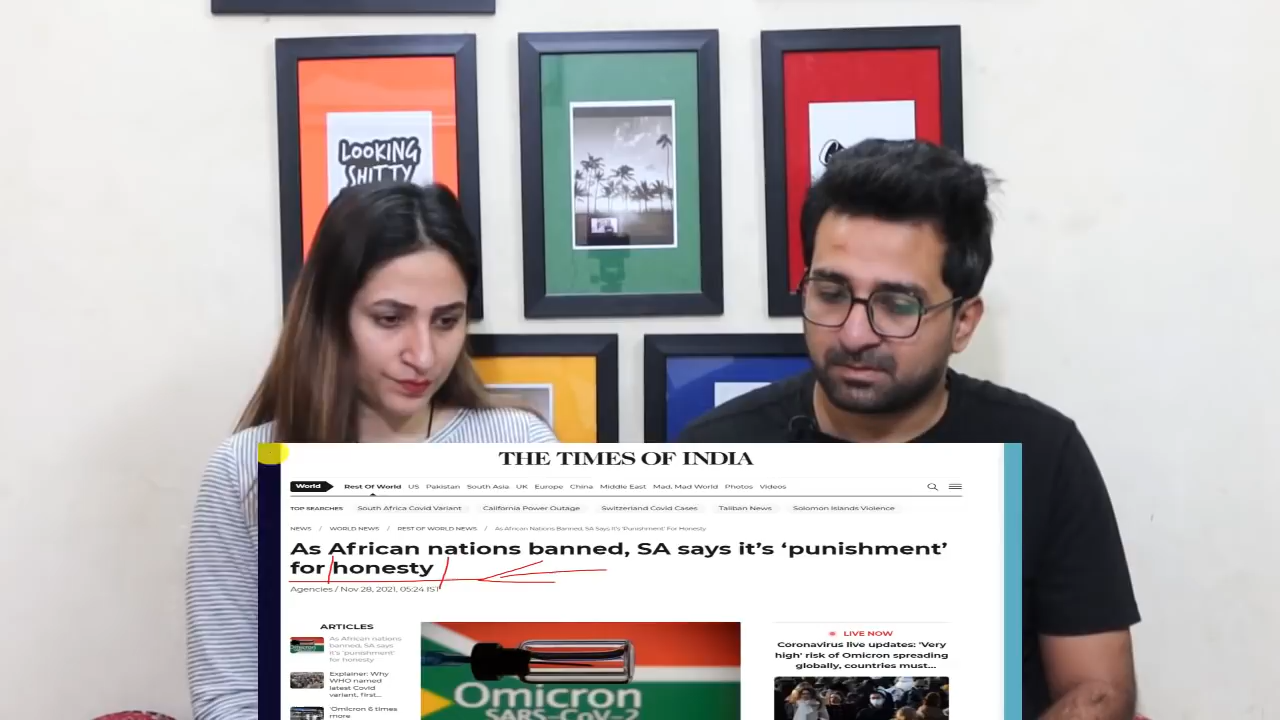 LOOKING
SHITTY
THE TIMES OF INDIA
World Rest Of World US Pakistan South Asia UK Europe China Middle East Mad, Mad World Photos Videos
TOP SEARCHES South Africa Covid Variant California Power Outage Switzerland Covid Cases Taliban News Solomon Islands Violence
NEWS / WORLD NEWS / REST OF WORLD NEWS / As African Nations Banned, SA Says It's 'Punishment' For Honesty
As African nations banned, SA says it's 'punishment'
for honesty
Agencies / Nov 28, 2021, 05:24 IST
ARTICLES
As African nations
banned, SA says
it's 'punishment'
for honesty
Explainer: Why
WHO named
latest Covid
variant, first...
'Omicron 6 times
more
Omicron
SARS-CoV-2
LIVE NOW
Coronavirus live updates: 'Very
high' risk of Omicron spreading
globally, countries must...